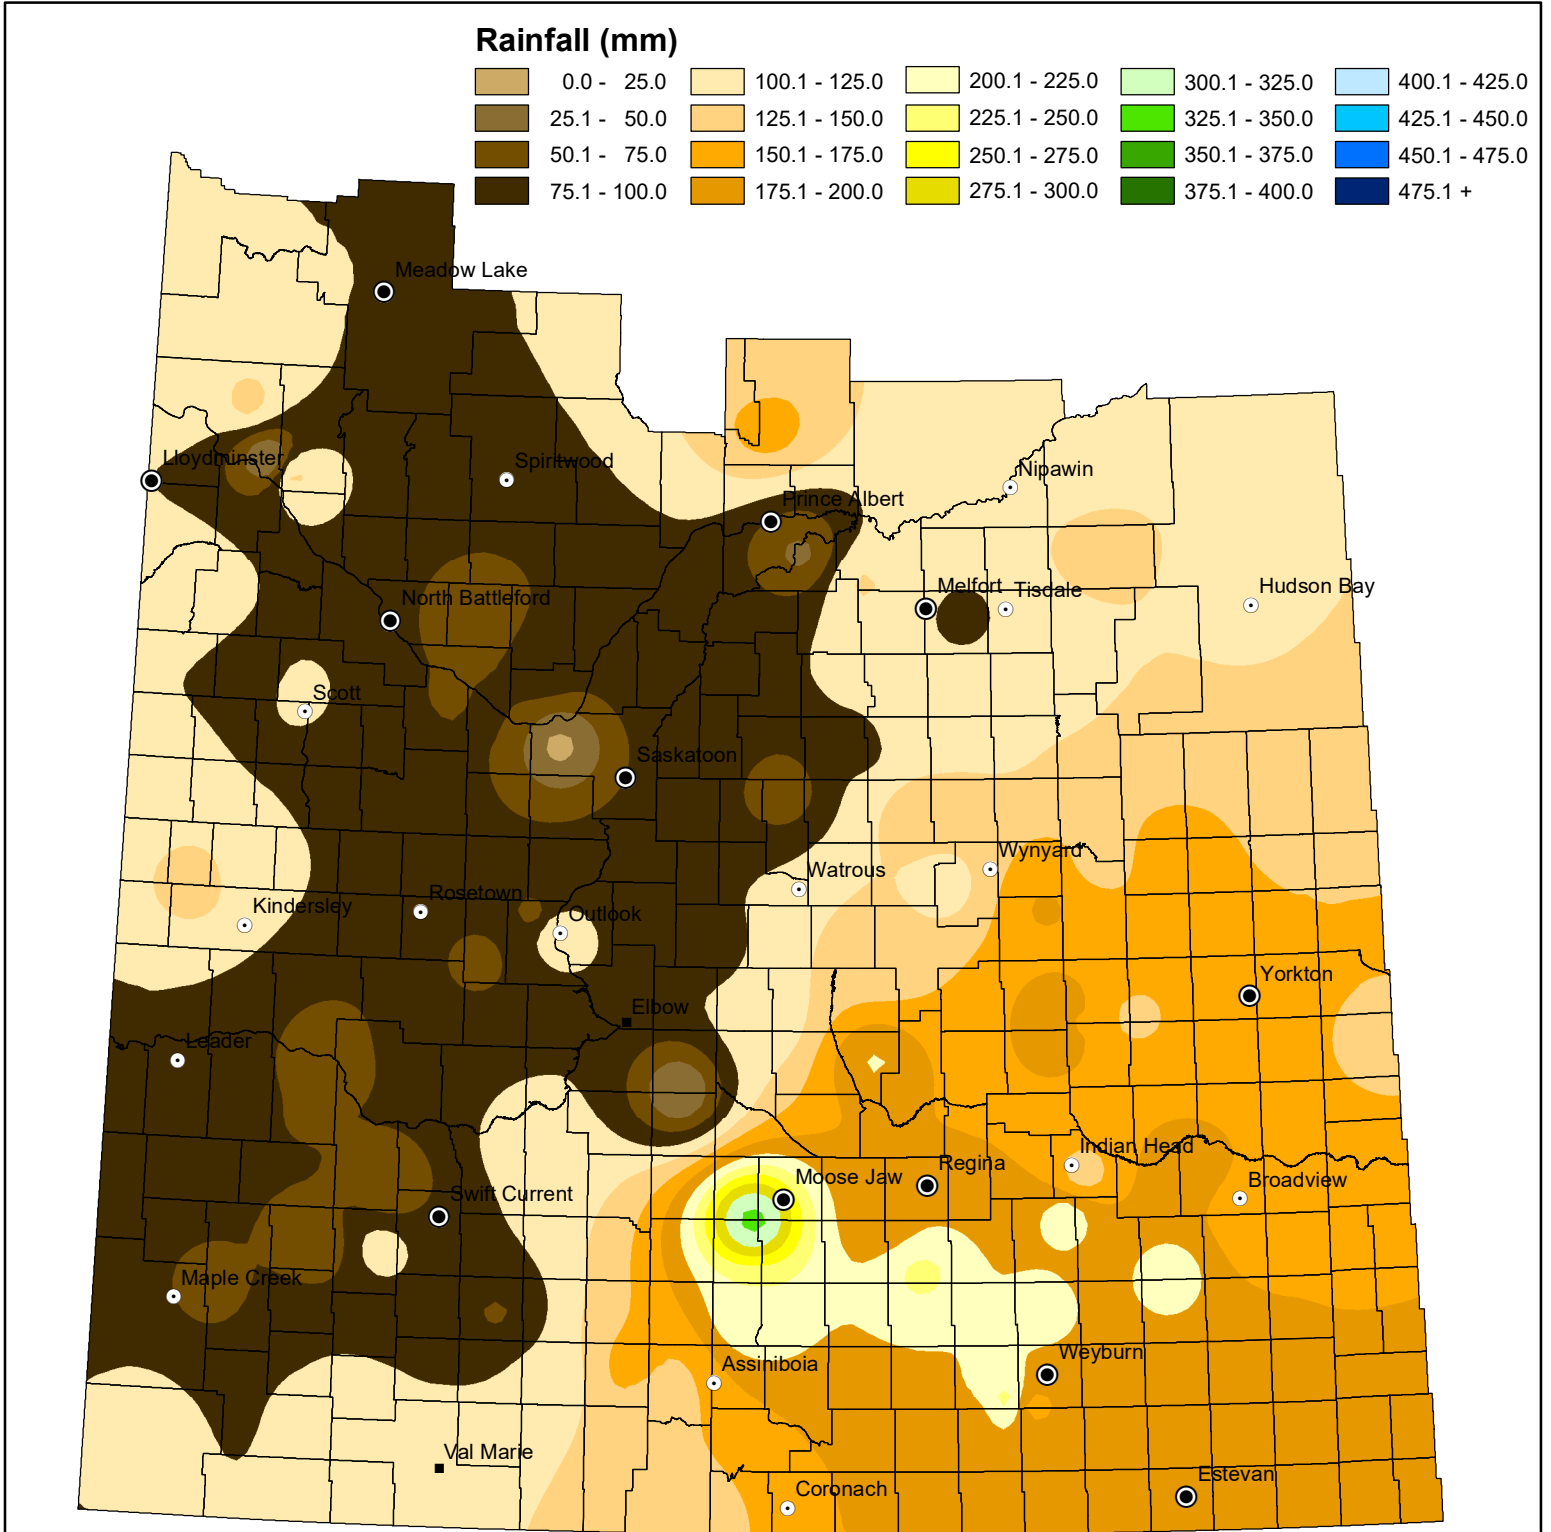 Rainfall (mm)
0.0 - 25.0
25.1 - 50.0
50.1 - 75.0
75.1 - 100.0
100.1 - 125.0
125.1 - 150.0
150.1 - 175.0
175.1 - 200.0
200.1 - 225.0
225.1 - 250.0
250.1 - 275.0
275.1 - 300.0
300.1 - 325.0
325.1 - 350.0
350.1 - 375.0
375.1 - 400.0
400.1 - 425.0
425.1 - 450.0
450.1 - 475.0
475.1 +
Meadow Lake
Lloydminster
Spiritwood
Nipawin
Prince Albert
North Battleford
Melfort
Tisdale
Hudson Bay
Scott
Saskatoon
Wynyard
Watrous
Rosetown
Kindersley
Outlook
Yorkton
Elbow
Leader
Indian Head
Regina
Moose Jaw
Broadview
Swift Current
Maple Creek
Weyburn
Assiniboia
Val Marie
Estevan
Coronach